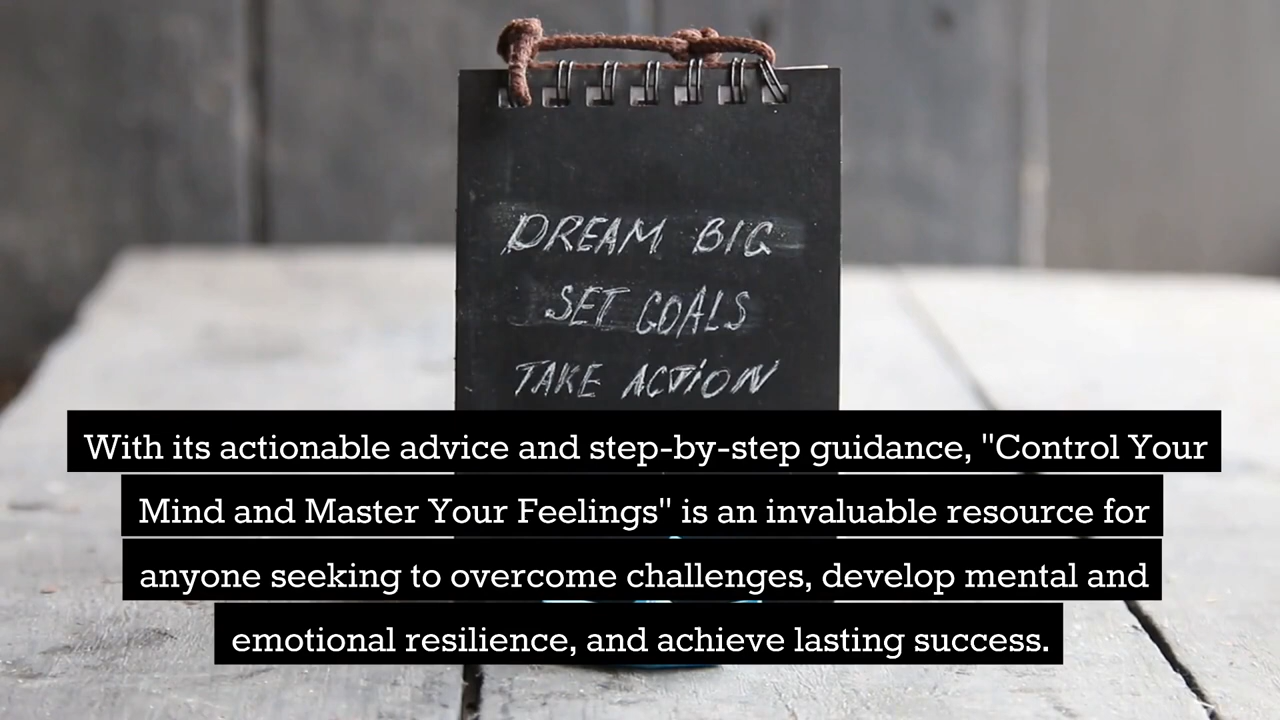 DREAM BIG
SET GOALS
TAKE ACTION
With its actionable advice and step-by-step guidance, "Control Your
Mind and Master Your Feelings" is an invaluable resource for
anyone seeking to overcome challenges, develop mental and
emotional resilience, and achieve lasting success.